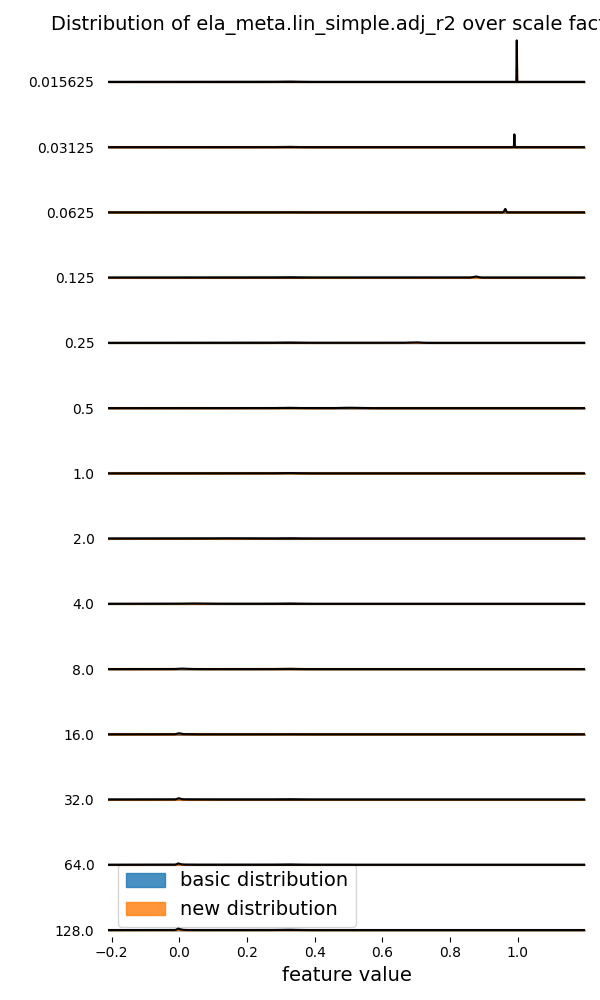 Distribution of ela_meta.lin_simple.adj_r2 over scale fact
0.015625
0.03125
0.0625
0.125
0.25
0.5
1.0
2.0
4.0
8.0
16.0
32.0
64.0
basic distribution
new distribution
128.0
−0.2 0.0 0.2 0.4 0.6 0.8 1.0
feature value